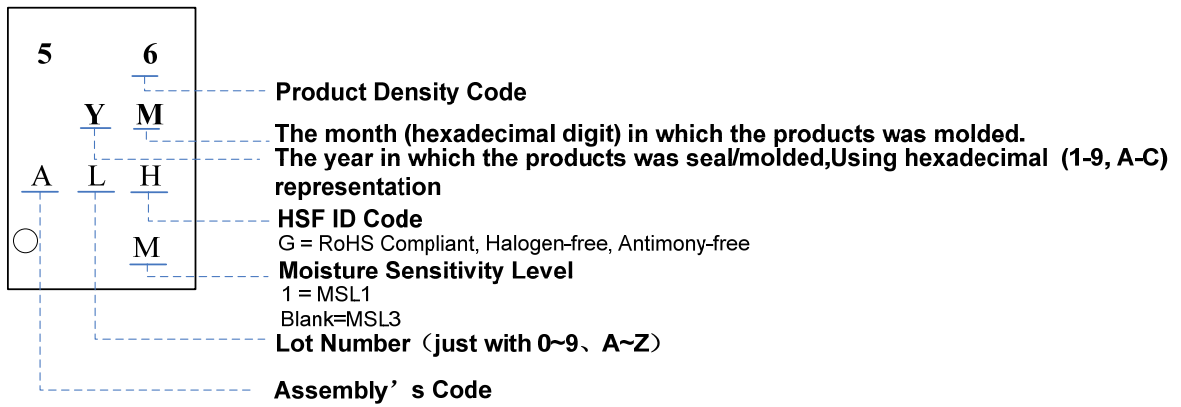 5 6
Product Density Code
Y M
The month (hexadecimal digit) in which the products was molded.
The year in which the products was seal/molded,Using hexadecimal (1-9, A-C)
representation
A L H
HSF ID Code
G = RoHS Compliant, Halogen-free, Antimony-free
M
Moisture Sensitivity Level
1 = MSL1
Blank=MSL3
Lot Number（just with 0~9、A~Z）
Assembly’s Code